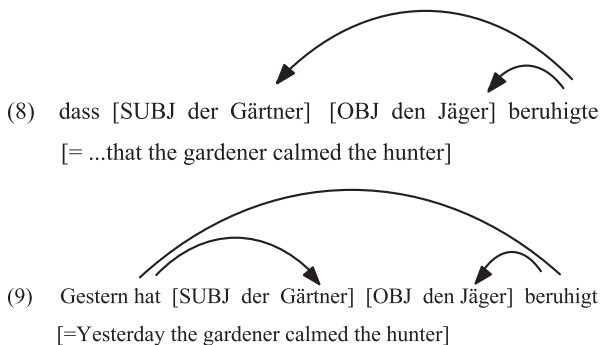 (8) dass [SUBJ der Gärtner] [OBJ den Jäger] beruhigte
[= ...that the gardener calmed the hunter]
(9) Gestern hat [SUBJ der Gärtner] [OBJ den Jäger] beruhigt
[=Yesterday the gardener calmed the hunter]